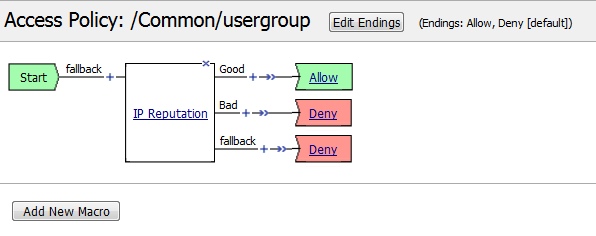 Access Policy: /Common/usergroup Edit Endings (Endings: Allow, Deny [default])
Start fallback + IP Reputation × Good + Allow
Bad + Deny
fallback + Deny
Add New Macro